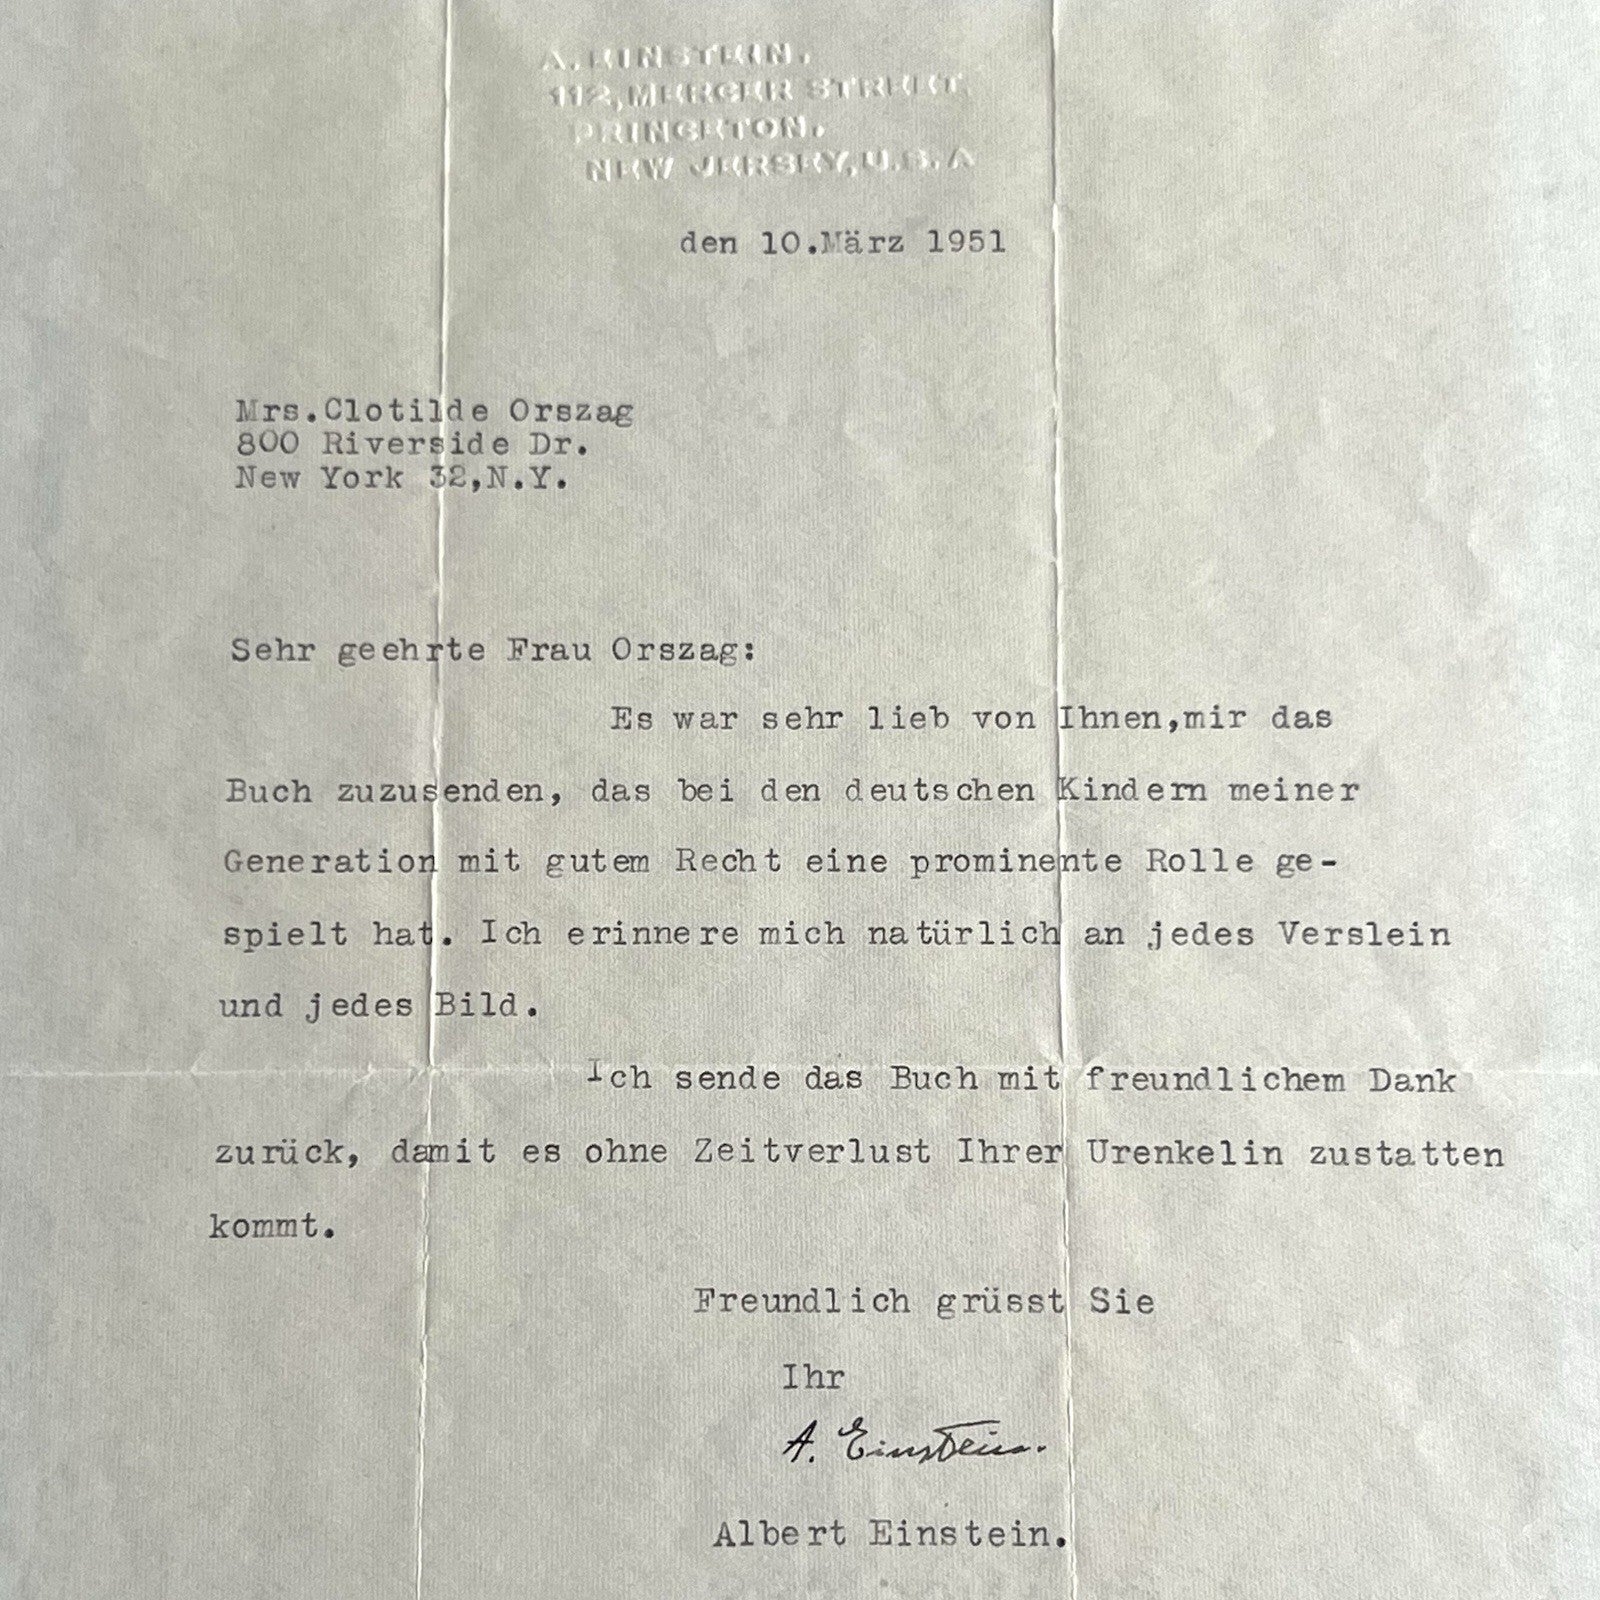 A. EINSTEIN.
112, MERCER STREET,
PRINCETON.
NEW JERSEY, U.S.A
den 10.März 1951
Mrs.Clotilde Orszag
800 Riverside Dr.
New York 32,N.Y.
Sehr geehrte Frau Orszag:
Es war sehr lieb von Ihnen,mir das
Buch zuzusenden, das bei den deutschen Kindern meiner
Generation mit gutem Recht eine prominente Rolle ge-
spielt hat. Ich erinnere mich natürlich an jedes Verslein
und jedes Bild.
Ich sende das Buch mit freundlichem Dank
zurück, damit es ohne Zeitverlust Ihrer Urenkelin zustatten
kommt.
Freundlich grüsst Sie
Ihr
A. Einstein.
Albert Einstein.